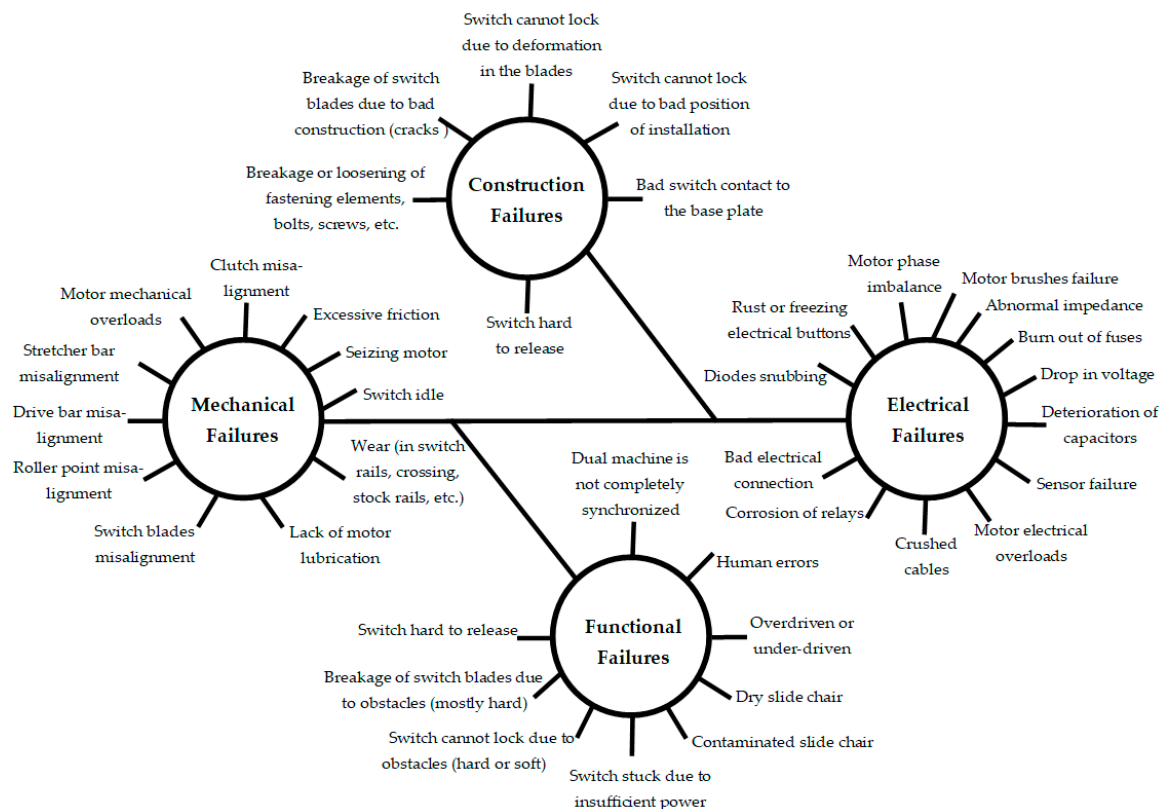 Switch cannot lock
due to deformation
in the blades
Breakage of switch
blades due to bad
construction (cracks )
Switch cannot lock
due to bad position
of installation
Breakage or loosening of
fastening elements,
bolts, screws, etc.
Construction
Failures
Bad switch contact to
the base plate
Switch hard
to release
Clutch misa-
lignment
Motor mechanical
overloads
Excessive friction
Stretcher bar
misalignment
Seizing motor
Switch idle
Drive bar misa-
lignment
Mechanical
Failures
Roller point misa-
lignment
Wear (in switch
rails, crossing,
stock rails, etc.)
Switch blades
misalignment
Lack of motor
lubrication
Motor phase
imbalance
Motor brushes failure
Rust or freezing
electrical buttons
Abnormal impedance
Burn out of fuses
Diodes snubbing
Drop in voltage
Electrical
Failures
Deterioration of
capacitors
Bad electrical
connection
Sensor failure
Corrosion of relays
Crushed
cables
Motor electrical
overloads
Dual machine is
not completely
synchronized
Human errors
Switch hard to release
Functional
Failures
Overdriven or
under-driven
Breakage of switch blades due
to obstacles (mostly hard)
Dry slide chair
Switch cannot lock due to
obstacles (hard or soft)
Contaminated slide chair
Switch stuck due to
insufficient power